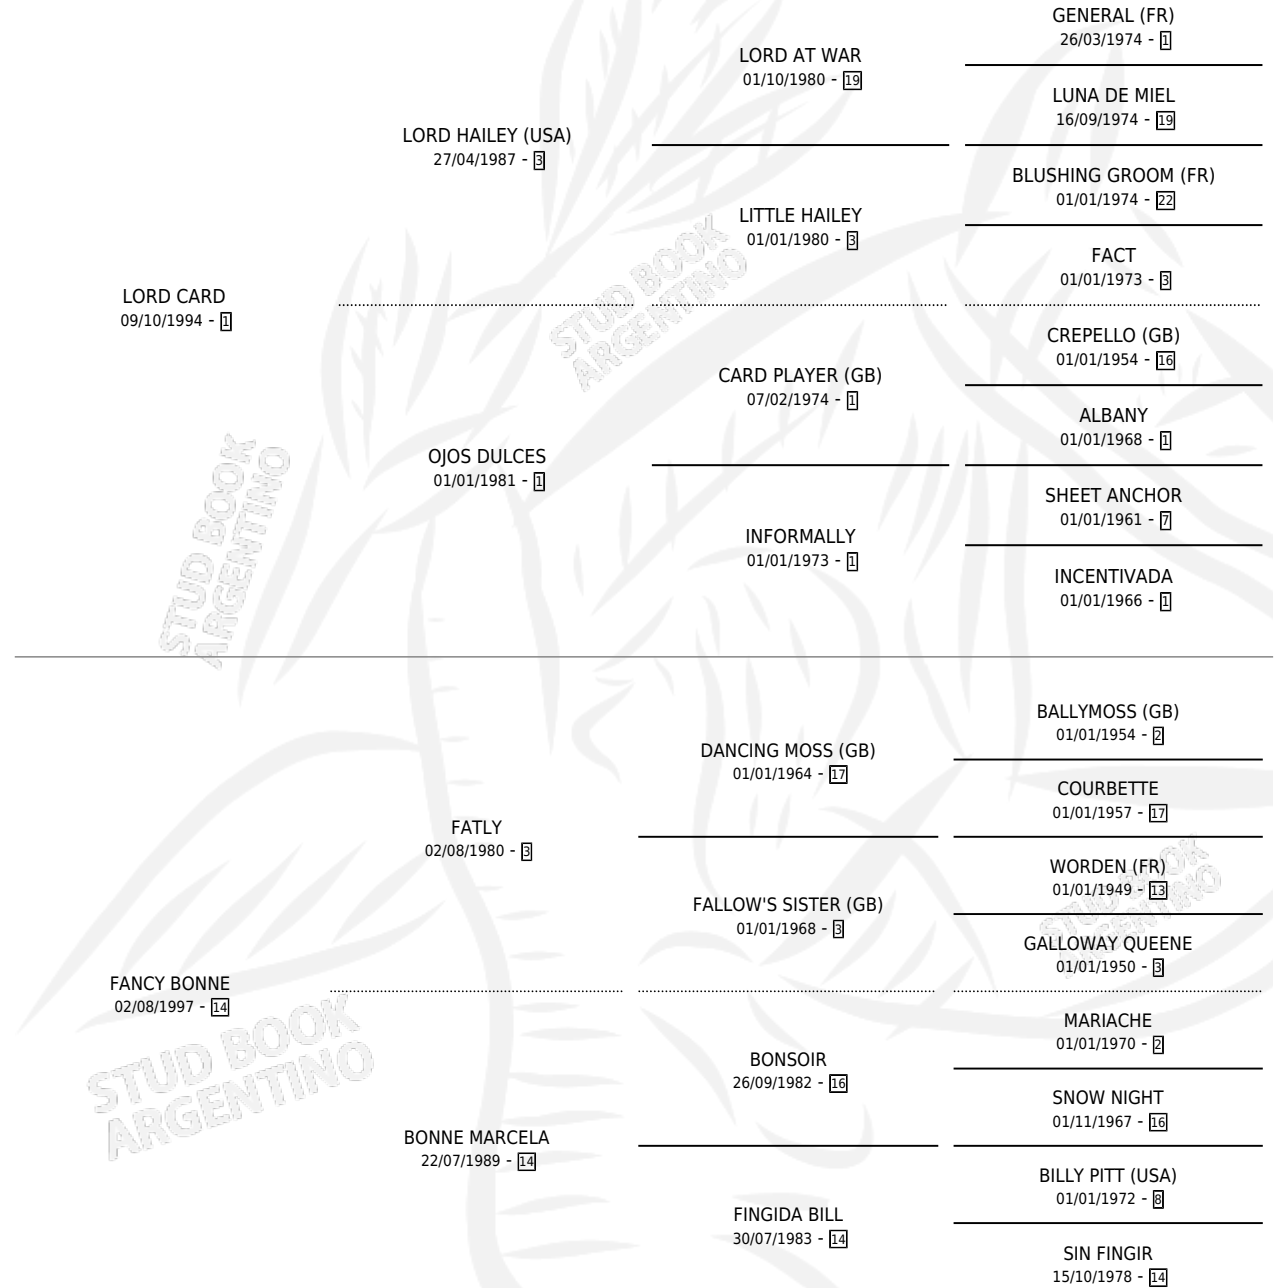 GENERAL (FR)
26/03/1974 - 1
LORD AT WAR
01/10/1980 - 19
LUNA DE MIEL
16/09/1974 - 19
LORD HAILEY (USA)
27/04/1987 - 3
BLUSHING GROOM (FR)
01/01/1974 - 22
LITTLE HAILEY
01/01/1980 - 3
FACT
01/01/1973 - 3
LORD CARD
09/10/1994 - 1
CREPELLO (GB)
01/01/1954 - 16
CARD PLAYER (GB)
07/02/1974 - 1
ALBANY
01/01/1968 - 1
OJOS DULCES
01/01/1981 - 1
SHEET ANCHOR
01/01/1961 - 7
INFORMALLY
01/01/1973 - 1
INCENTIVADA
01/01/1966 - 1
BALLYMOSS (GB)
01/01/1954 - 2
DANCING MOSS (GB)
01/01/1964 - 17
COURBETTE
01/01/1957 - 17
FATLY
02/08/1980 - 3
WORDEN (FR)
01/01/1949 - 13
FALLOW'S SISTER (GB)
01/01/1968 - 3
GALLOWAY QUEENE
01/01/1950 - 3
FANCY BONNE
02/08/1997 - 14
MARIACHE
01/01/1970 - 2
BONSOIR
26/09/1982 - 16
SNOW NIGHT
01/11/1967 - 16
BONNE MARCELA
22/07/1989 - 14
BILLY PITT (USA)
01/01/1972 - 8
FINGIDA BILL
30/07/1983 - 14
SIN FINGIR
15/10/1978 - 14
STUD BOOK
ARGENTINO
STUD BOOK
ARGENTINO
STUD BOOK
ARGENTINO
STUD BOOK
ARGENTINO